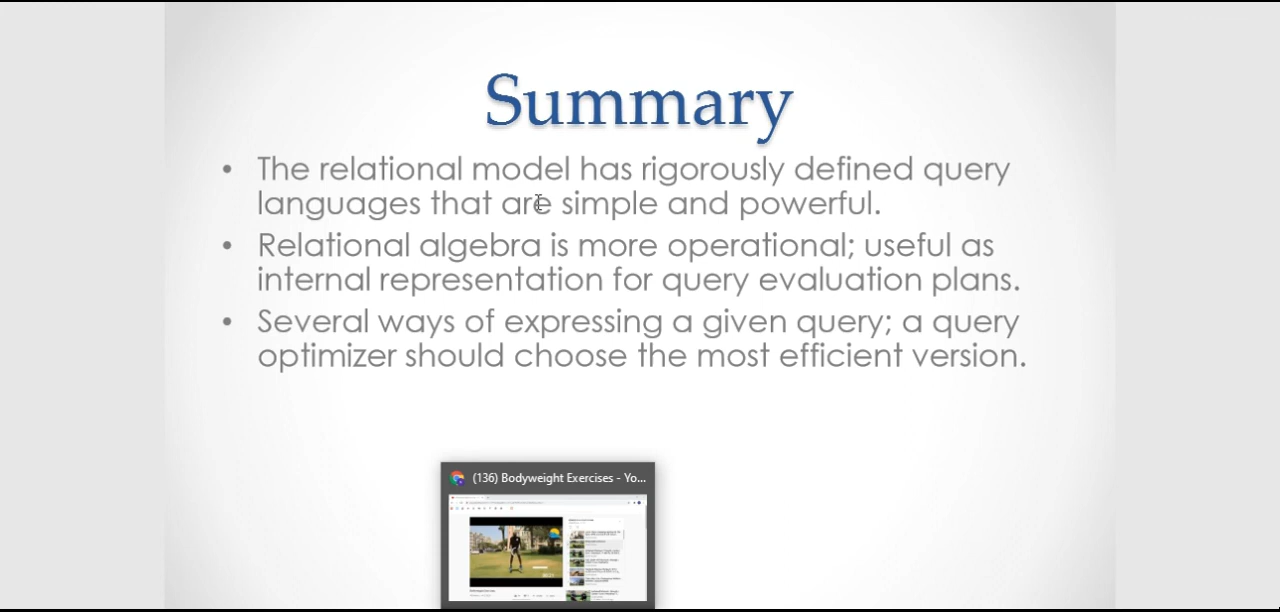 Summary
• The relational model has rigorously defined query
languages that are simple and powerful.
• Relational algebra is more operational; useful as
internal representation for query evaluation plans.
• Several ways of expressing a given query; a query
optimizer should choose the most efficient version.
(136) Bodyweight Exercises - Yo...